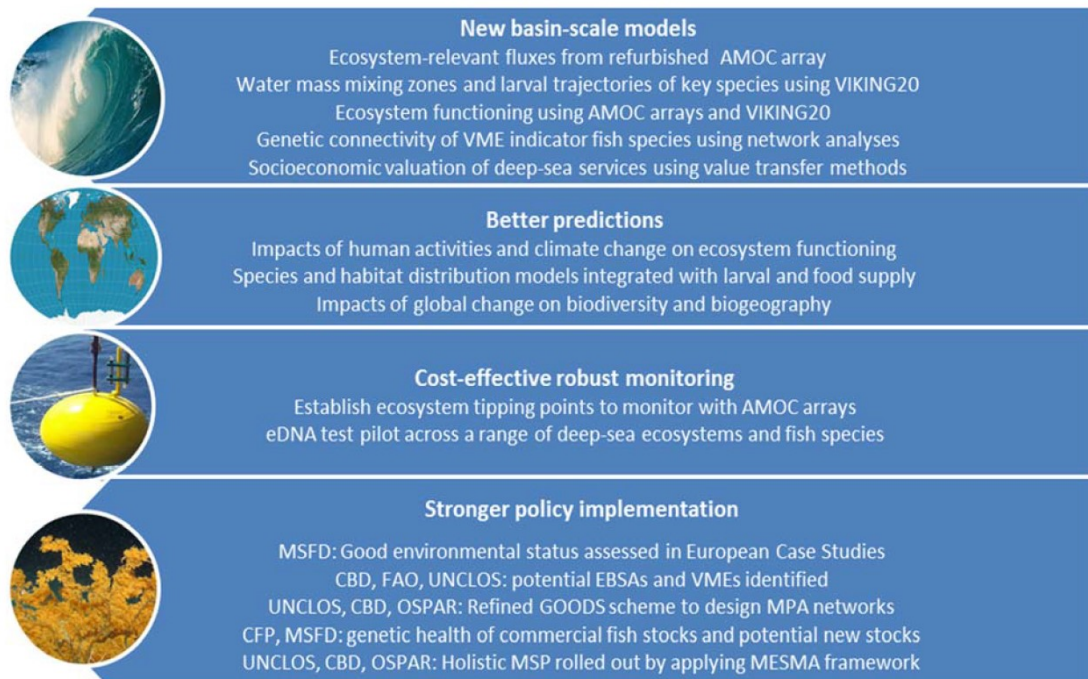 New basin-scale models
Ecosystem-relevant fluxes from refurbished AMOC array
Water mass mixing zones and larval trajectories of key species using VIKING20
Ecosystem functioning using AMOC arrays and VIKING20
Genetic connectivity of VME indicator fish species using network analyses
Socioeconomic valuation of deep-sea services using value transfer methods
Better predictions
Impacts of human activities and climate change on ecosystem functioning
Species and habitat distribution models integrated with larval and food supply
Impacts of global change on biodiversity and biogeography
Cost-effective robust monitoring
Establish ecosystem tipping points to monitor with AMOC arrays
eDNA test pilot across a range of deep-sea ecosystems and fish species
Stronger policy implementation
MSFD: Good environmental status assessed in European Case Studies
CBD, FAO, UNCLOS: potential EBSAs and VMEs identified
UNCLOS, CBD, OSPAR: Refined GOODS scheme to design MPA networks
CFP, MSFD: genetic health of commercial fish stocks and potential new stocks
UNCLOS, CBD, OSPAR: Holistic MSP rolled out by applying MESMA framework